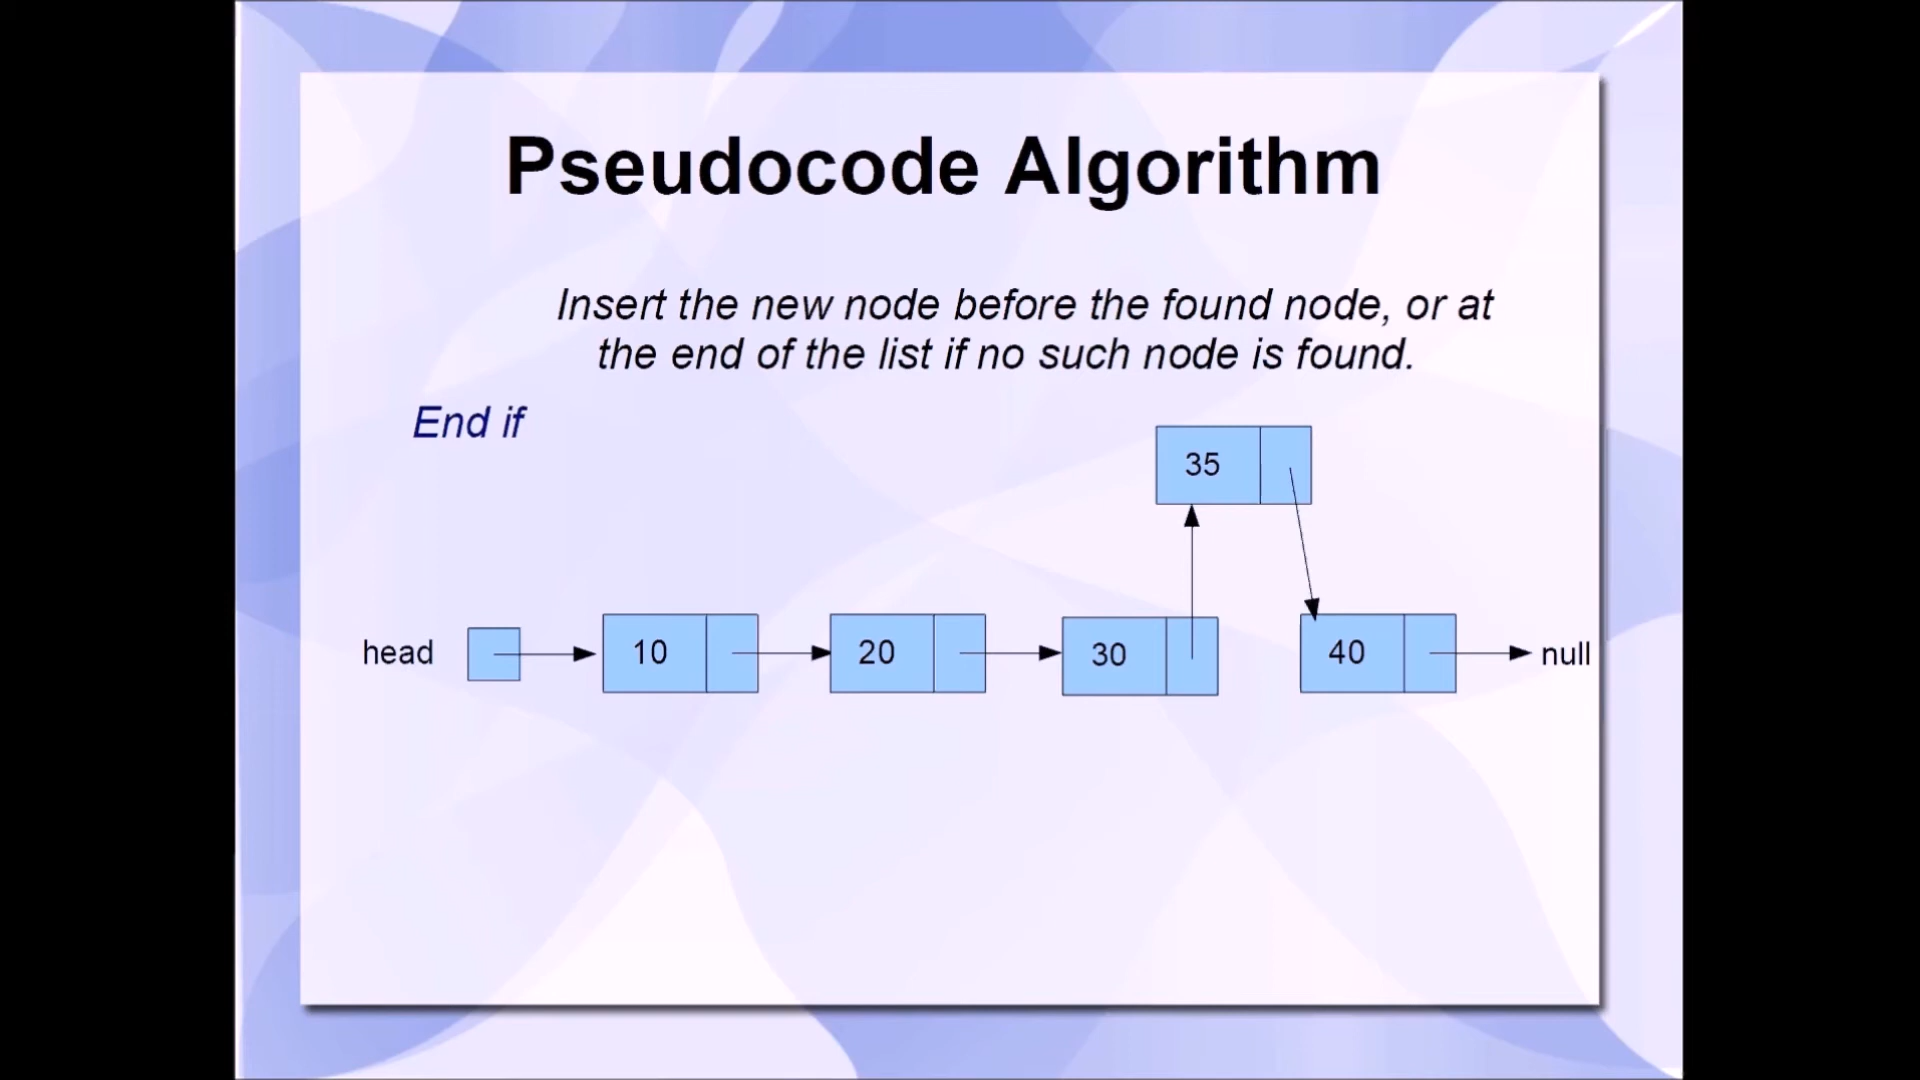 Pseudocode Algorithm
Insert the new node before the found node, or at
the end of the list if no such node is found.
End if
35
head 10 20 30 40 null